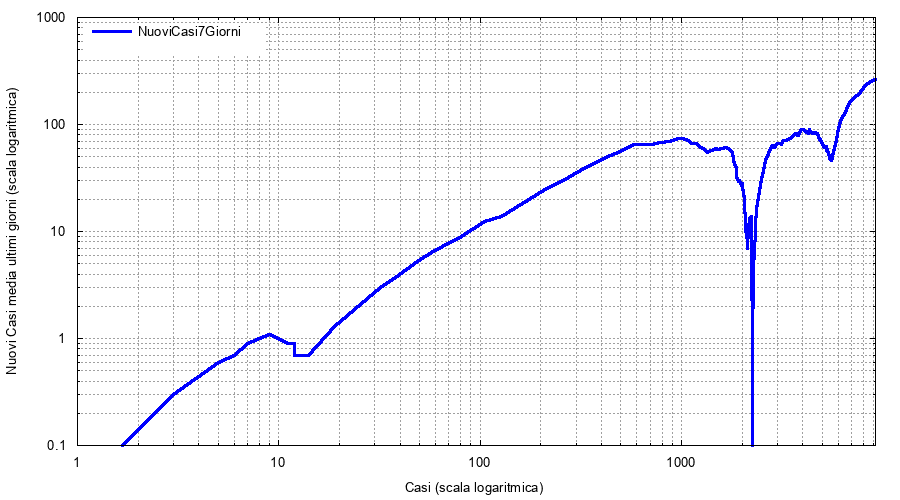 NuoviCasi7Giorni
1000
100
10
1
0.1
Nuovi Casi media ultimi giorni (scala logaritmica)
1 10 100 1000
Casi (scala logaritmica)